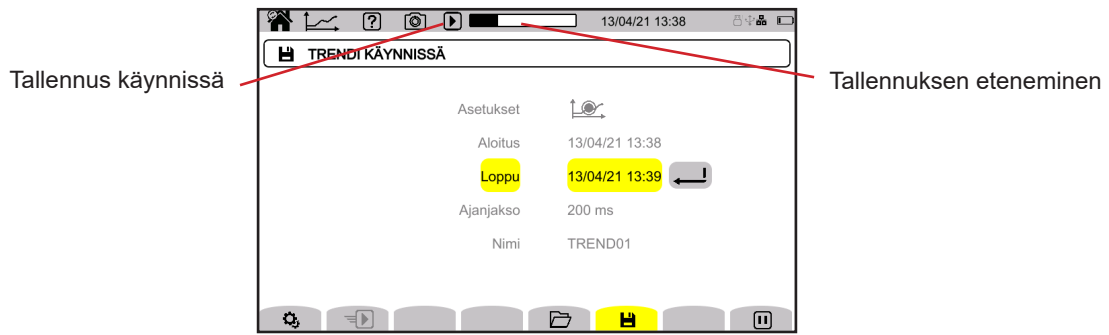 13/04/21 13:38
TRENDI KÄYNNISSÄ
Tallennus käynnissä
Tallennuksen eteneminen
Asetukset
Aloitus 13/04/21 13:38
Loppu 13/04/21 13:39
Ajanjakso 200 ms
Nimi TREND01